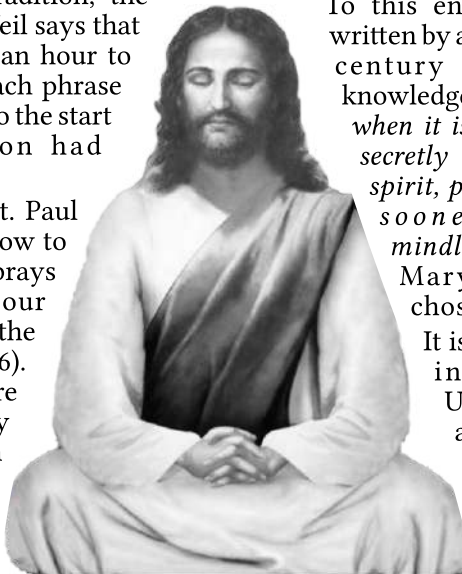 tradition, the
eil says that
an hour to
ach phrase
o the start
on had
t. Paul
ow to
prays
our
the
6).
re
y
To this en
written by a
century
knowledge
when it is
secretly
spirit, p
soone
mindl
Mary
chos
It is
in
U
a